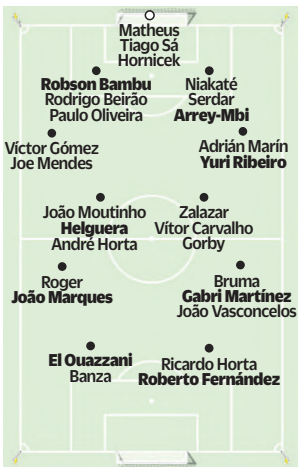 Matheus
Tiago Sá
Hornicek
Robson Bambu
Rodrigo Beirão
Paulo Oliveira
Niakaté
Serdar
Arrey-Mbi
Víctor Gómez
Joe Mendes
Adrián Marín
Yuri Ribeiro
João Moutinho
Helguera
André Horta
Zalazar
Vítor Carvalho
Gorby
Roger
João Marques
Bruma
Gabri Martínez
João Vasconcelos
El Ouazzani
Banza
Ricardo Horta
Roberto Fernández